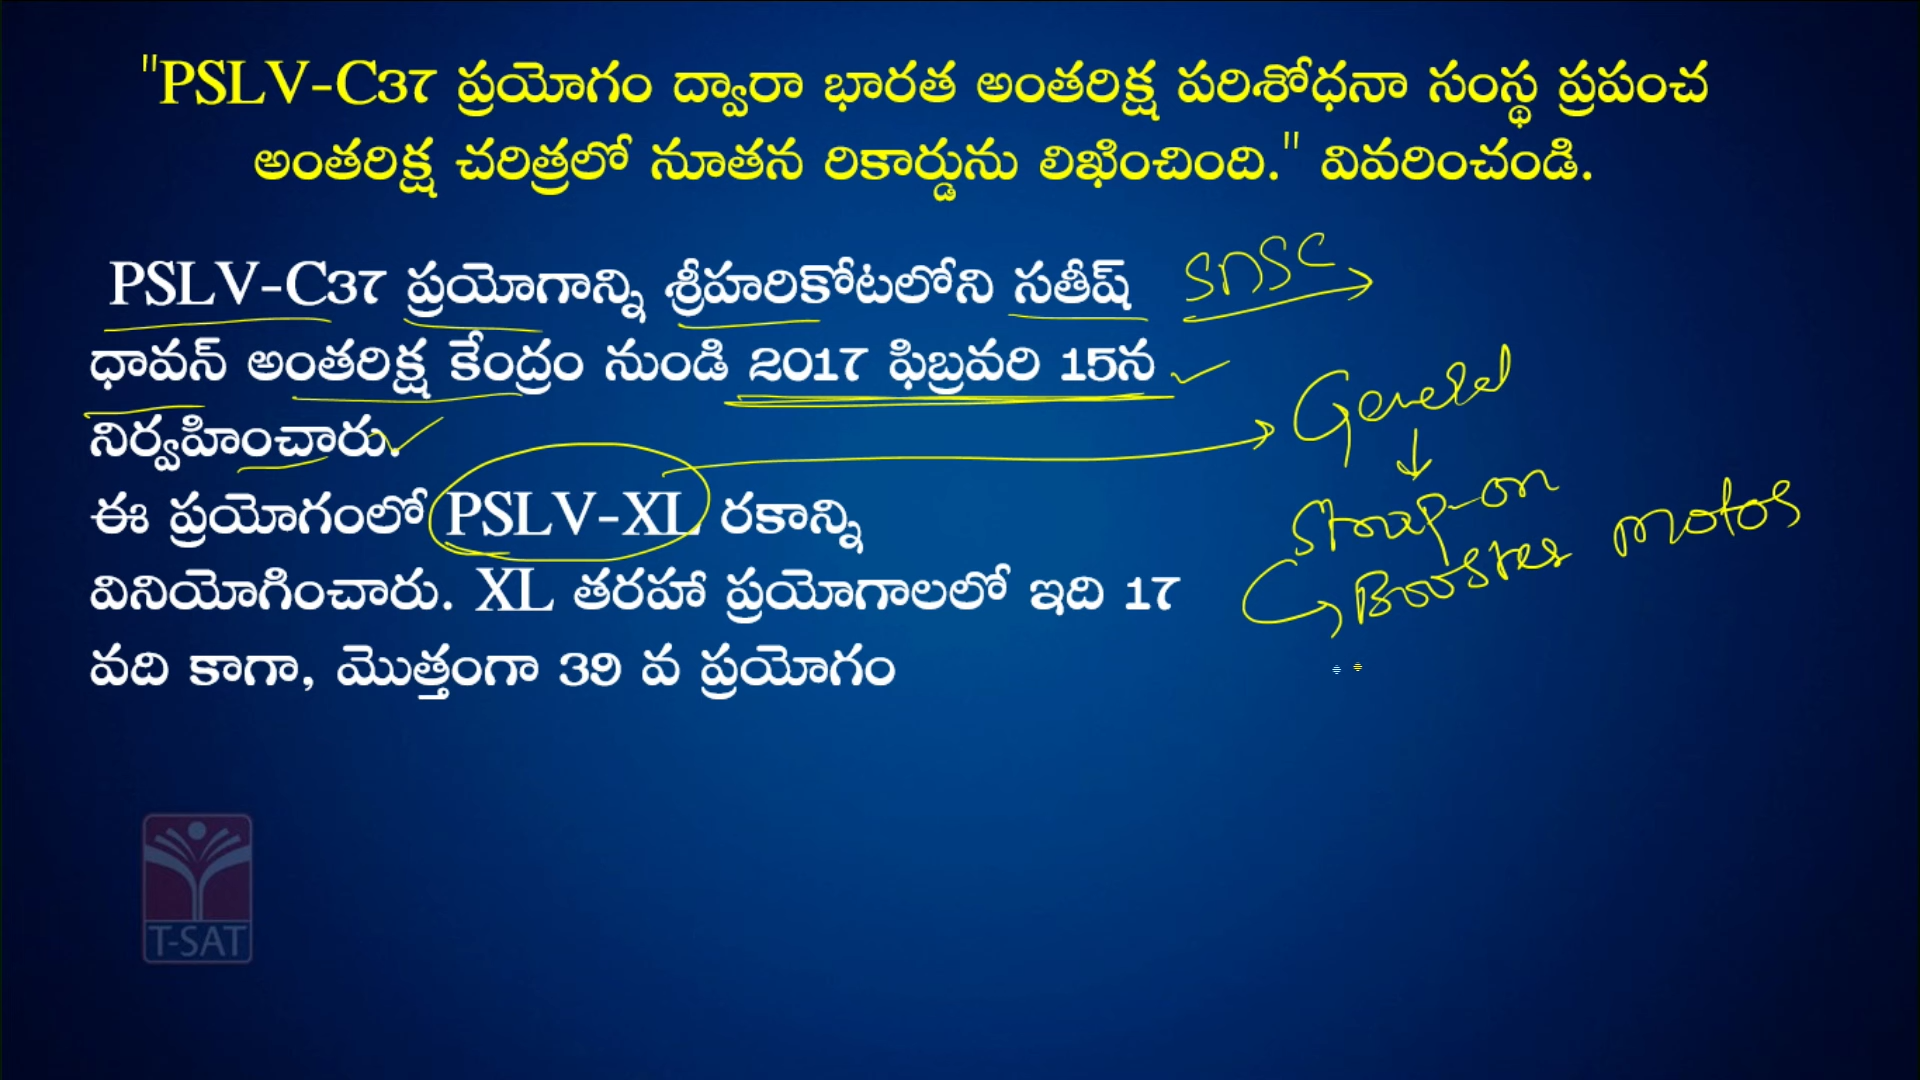 "PSLV-C37 ప్రయోగం ద్వారా భారత అంతరిక్ష పరిశోధనా సంస్థ ప్రపంచ
అంతరిక్ష చరిత్రలో నూతన రికార్డును లిఖించింది." వివరించండి.
PSLV-C37 ప్రయోగాన్ని శ్రీహరికోటలోని సతీష్
SDSC
ధావన్ అంతరిక్ష కేంద్రం నుండి 2017 ఫిబ్రవరి 15న
General
నిర్వహించారు.
ఈ ప్రయోగంలో PSLV-XL రకాన్ని
Strap-on
వినియోగించారు. XL తరహా ప్రయోగాలలో ఇది 17
Booster motos
వది కాగా, మొత్తంగా 39 వ ప్రయోగం
T-SAT